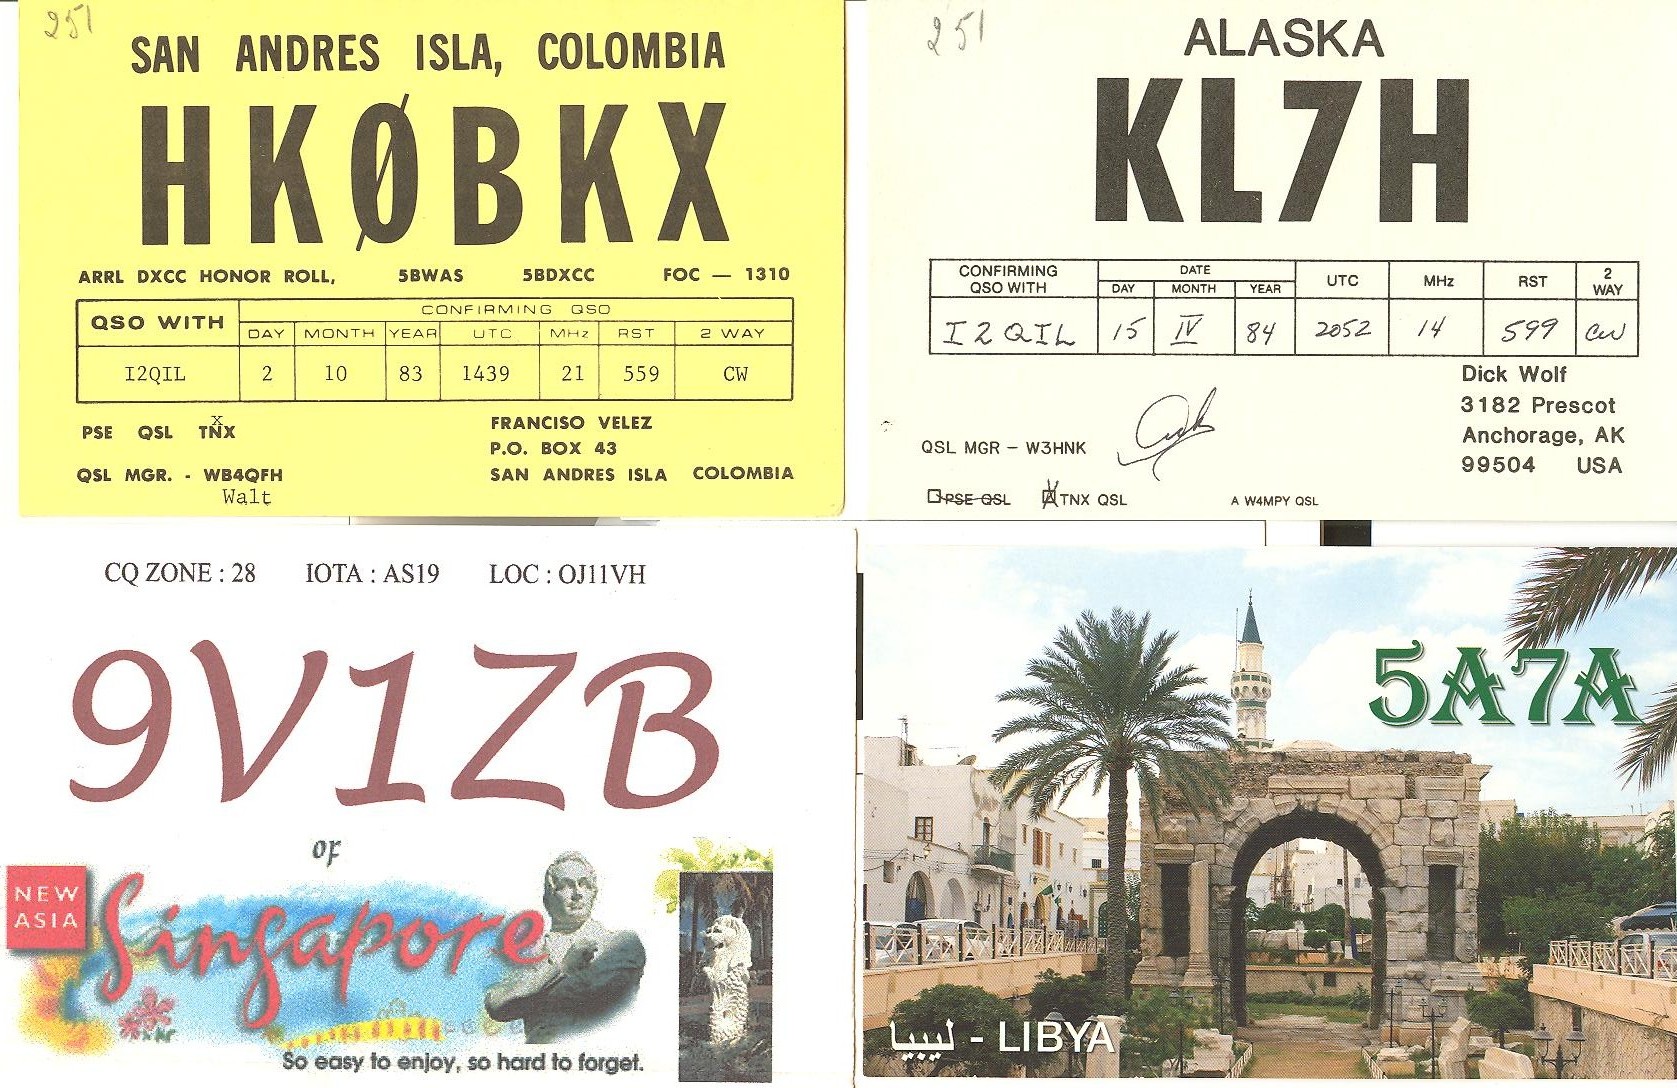 251
SAN ANDRES ISLA, COLOMBIA
HKØBKX
ARRL DXCC HONOR ROLL, 5BWAS 5BDXCC FOC — 1310
QSO WITH CONFIRMING QSO
DAY MONTH YEAR UTC MHz RST 2 WAY
I2QIL 2 10 83 1439 21 559 CW
X
PSE QSL TNX
QSL MGR. - WB4QFH
Walt
FRANCISO VELEZ
P.O. BOX 43
SAN ANDRES ISLA COLOMBIA
251
ALASKA
KL7H
CONFIRMING QSO WITH DATE UTC MHz RST 2 WAY
DAY MONTH YEAR
I2QIL 15 IV 84 2052 14 599 CW
Dick Wolf
3182 Prescot
Anchorage, AK
99504 USA
QSL MGR - W3HNK
PSE QSL TNX QSL
A W4MPY QSL
CQ ZONE : 28 IOTA : AS19 LOC : OJ11VH
9V1ZB
of
NEW
ASIA
Singapore
So easy to enjoy, so hard to forget.
5A7A
ليبيا - LIBYA